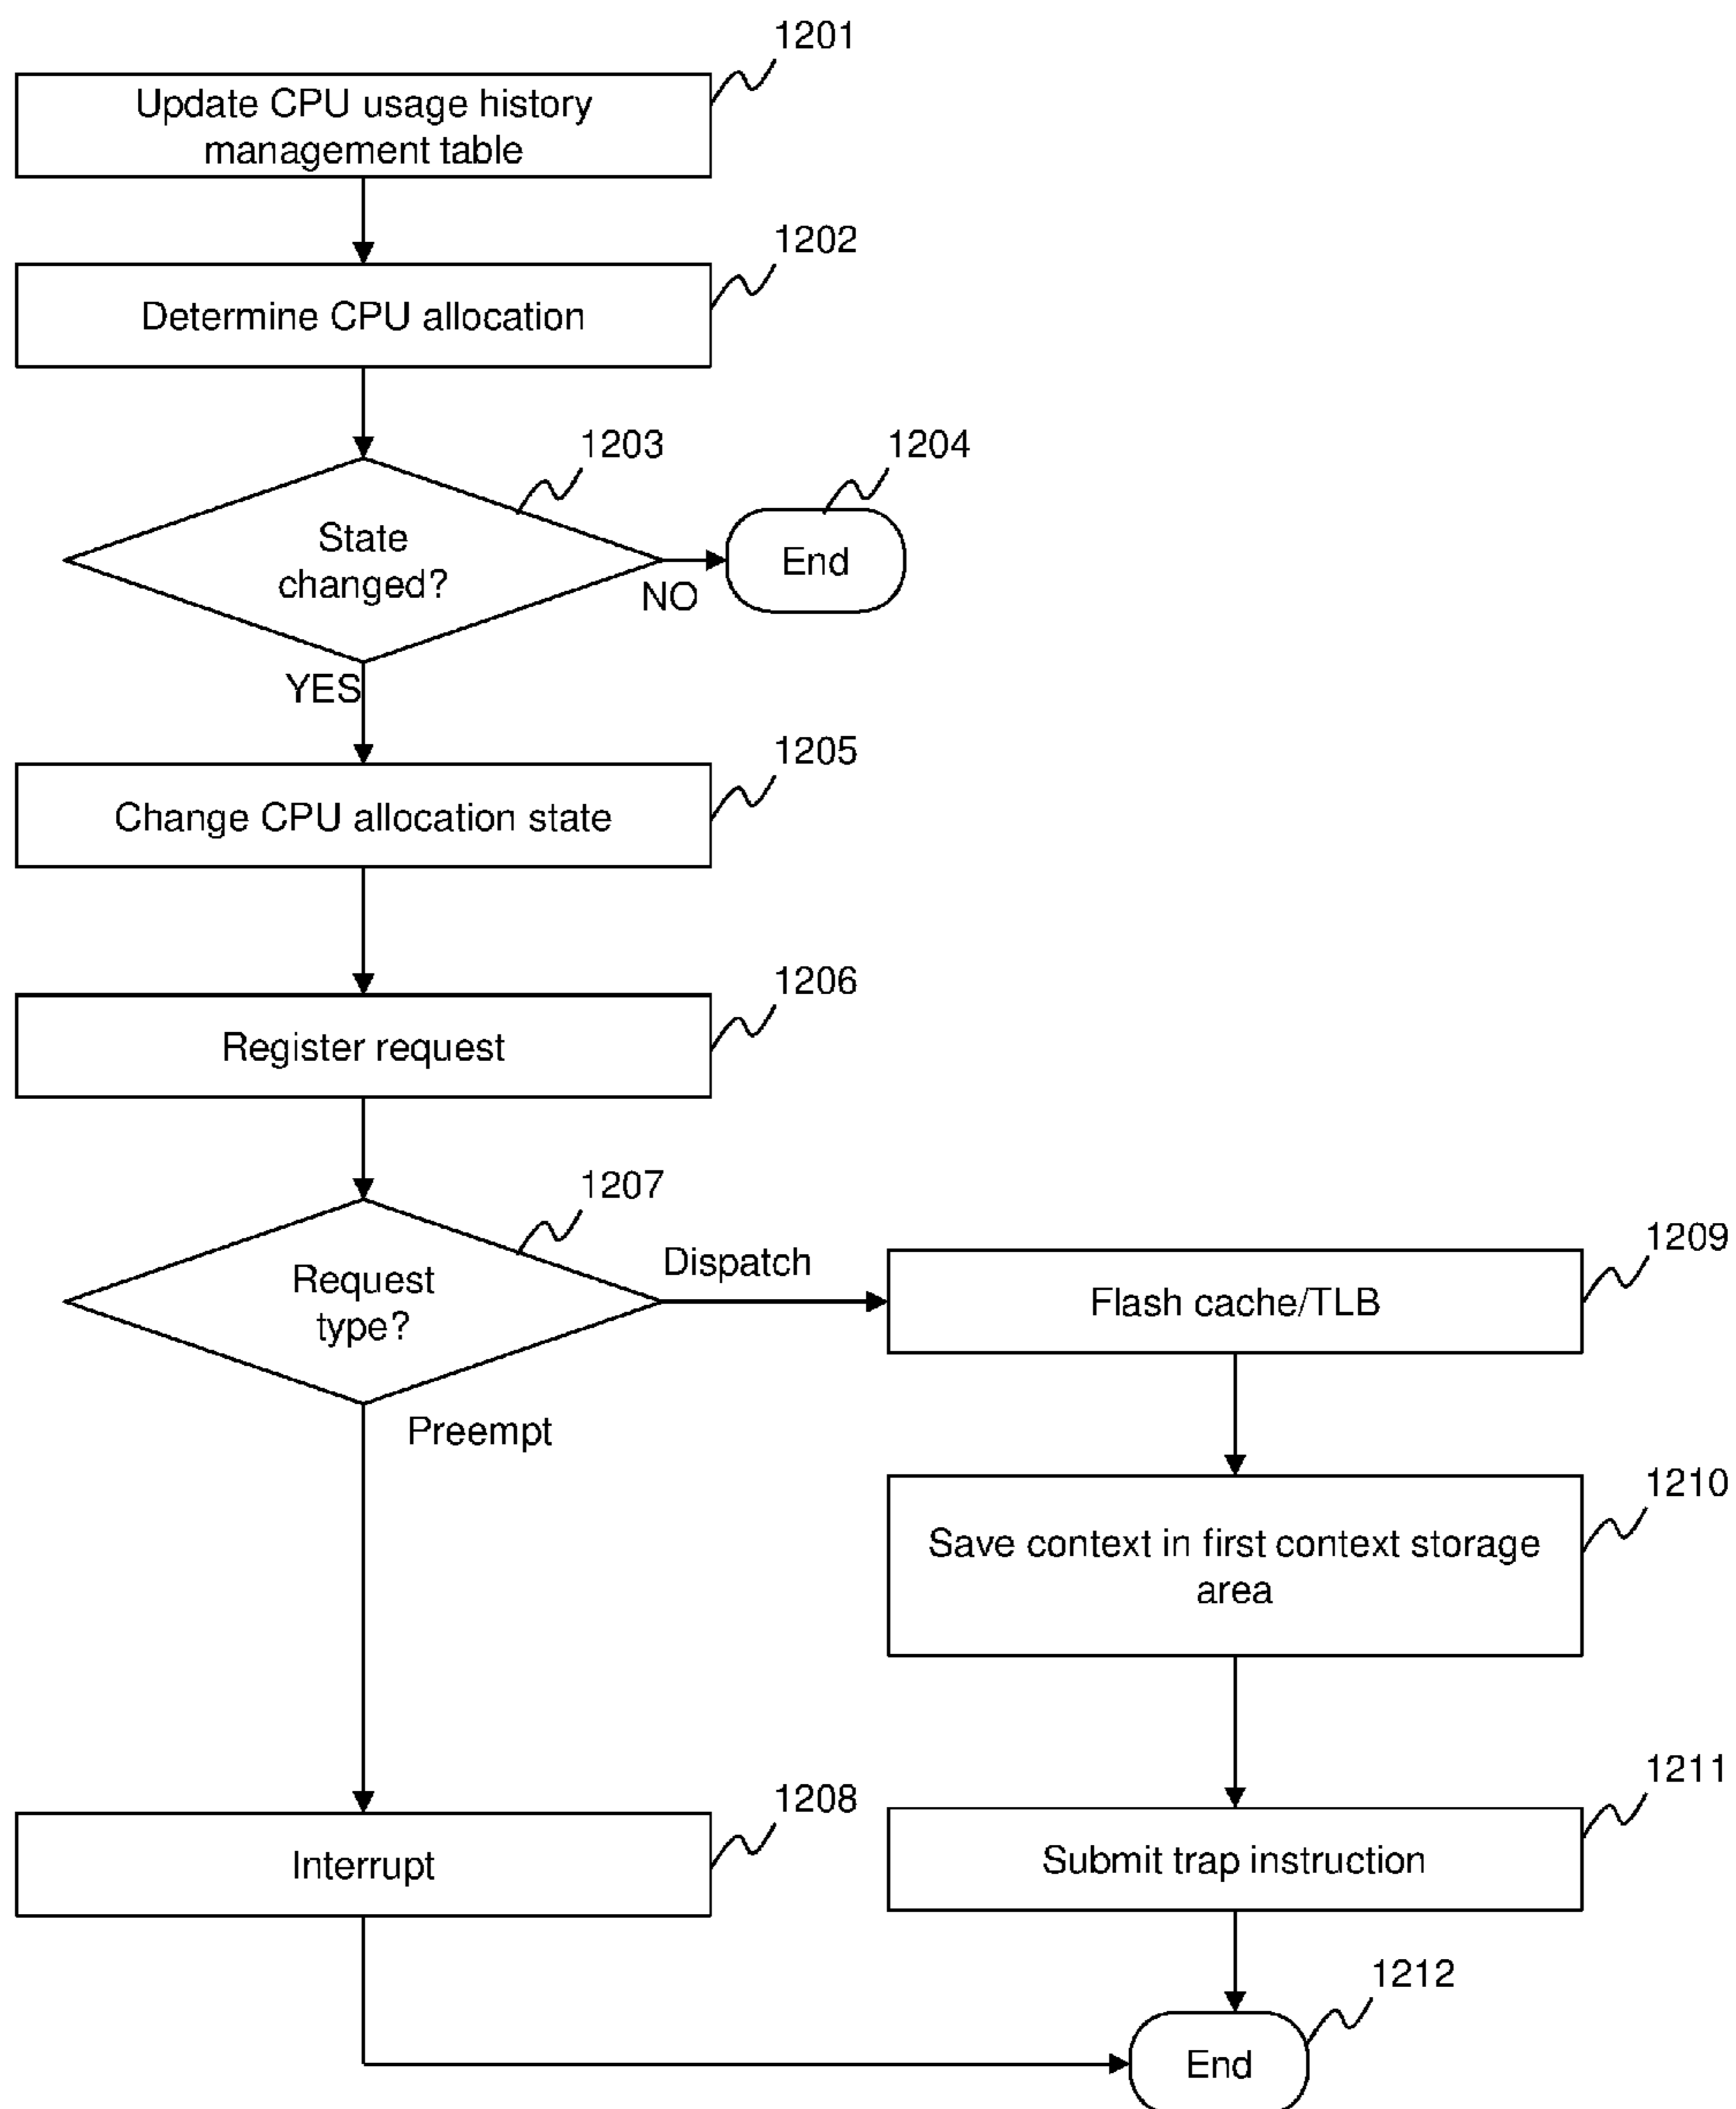 1201
Update CPU usage history
management table
1202
Determine CPU allocation
1203
1204
State
changed?
End
NO
YES
1205
Change CPU allocation state
1206
Register request
1207
Request
type?
Dispatch
1209
Flash cache/TLB
Preempt
1210
Save context in first context storage
area
1208
Interrupt
1211
Submit trap instruction
1212
End